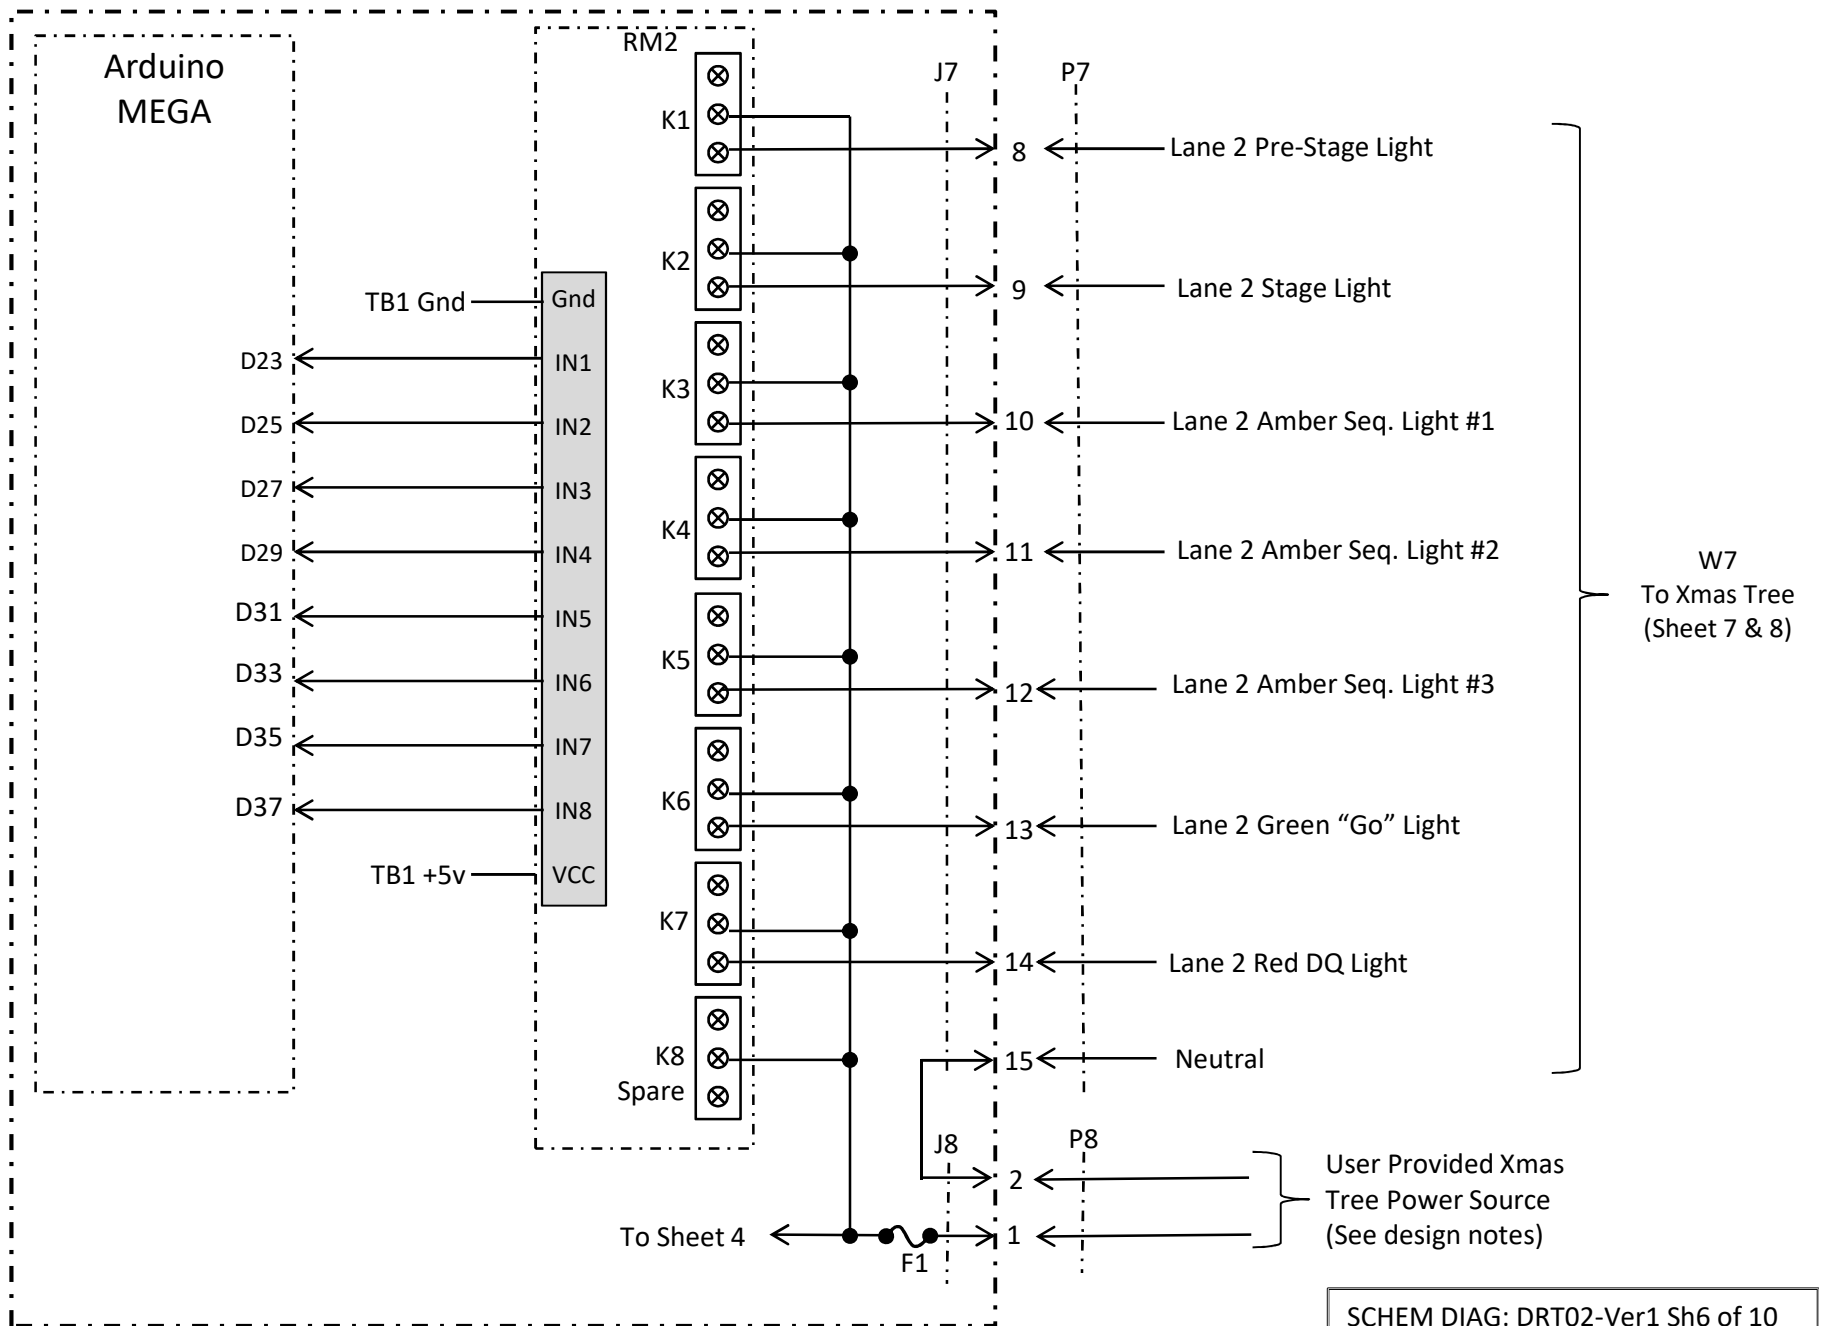 Arduino
MEGA
RM2
J7
P7
K1
8
Lane 2 Pre-Stage Light
K2
9
Lane 2 Stage Light
TB1 Gnd
Gnd
D23
IN1
K3
10
Lane 2 Amber Seq. Light #1
D25
IN2
D27
IN3
K4
11
Lane 2 Amber Seq. Light #2
D29
IN4
W7
To Xmas Tree
(Sheet 7 & 8)
D31
IN5
K5
12
Lane 2 Amber Seq. Light #3
D33
IN6
D35
IN7
K6
13
Lane 2 Green “Go” Light
D37
IN8
TB1 +5v
VCC
K7
14
Lane 2 Red DQ Light
K8
Spare
15
Neutral
J8
P8
2
1
User Provided Xmas
Tree Power Source
(See design notes)
To Sheet 4
F1
SCHEM DIAG: DRT02-Ver1 Sh6 of 10